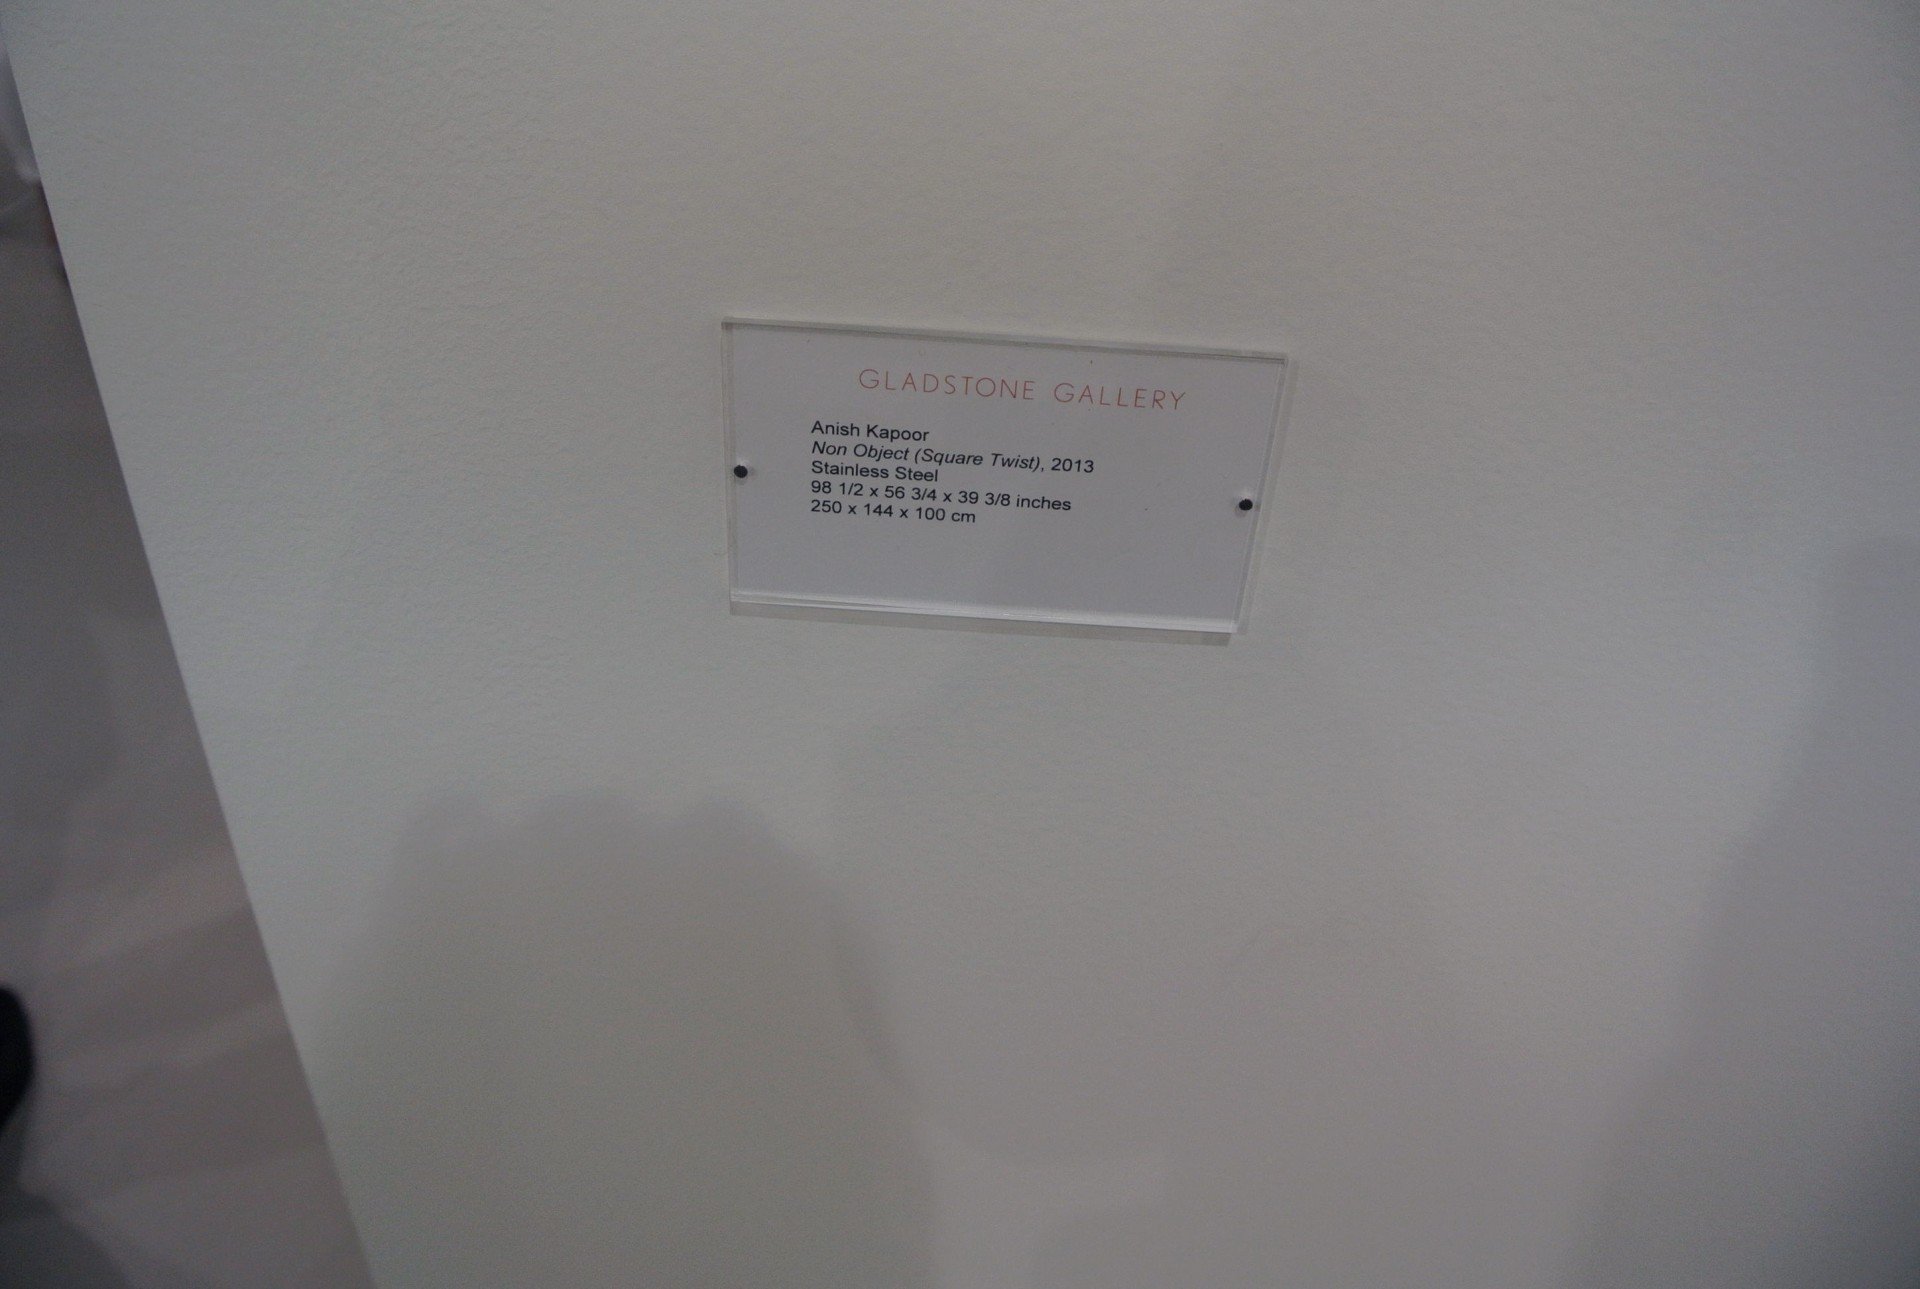 GLADSTONE GALLERY
Anish Kapoor
Non Object (Square Twist), 2013
Stainless Steel
98 1/2 x 56 3/4 x 39 3/8 inches
250 x 144 x 100 cm